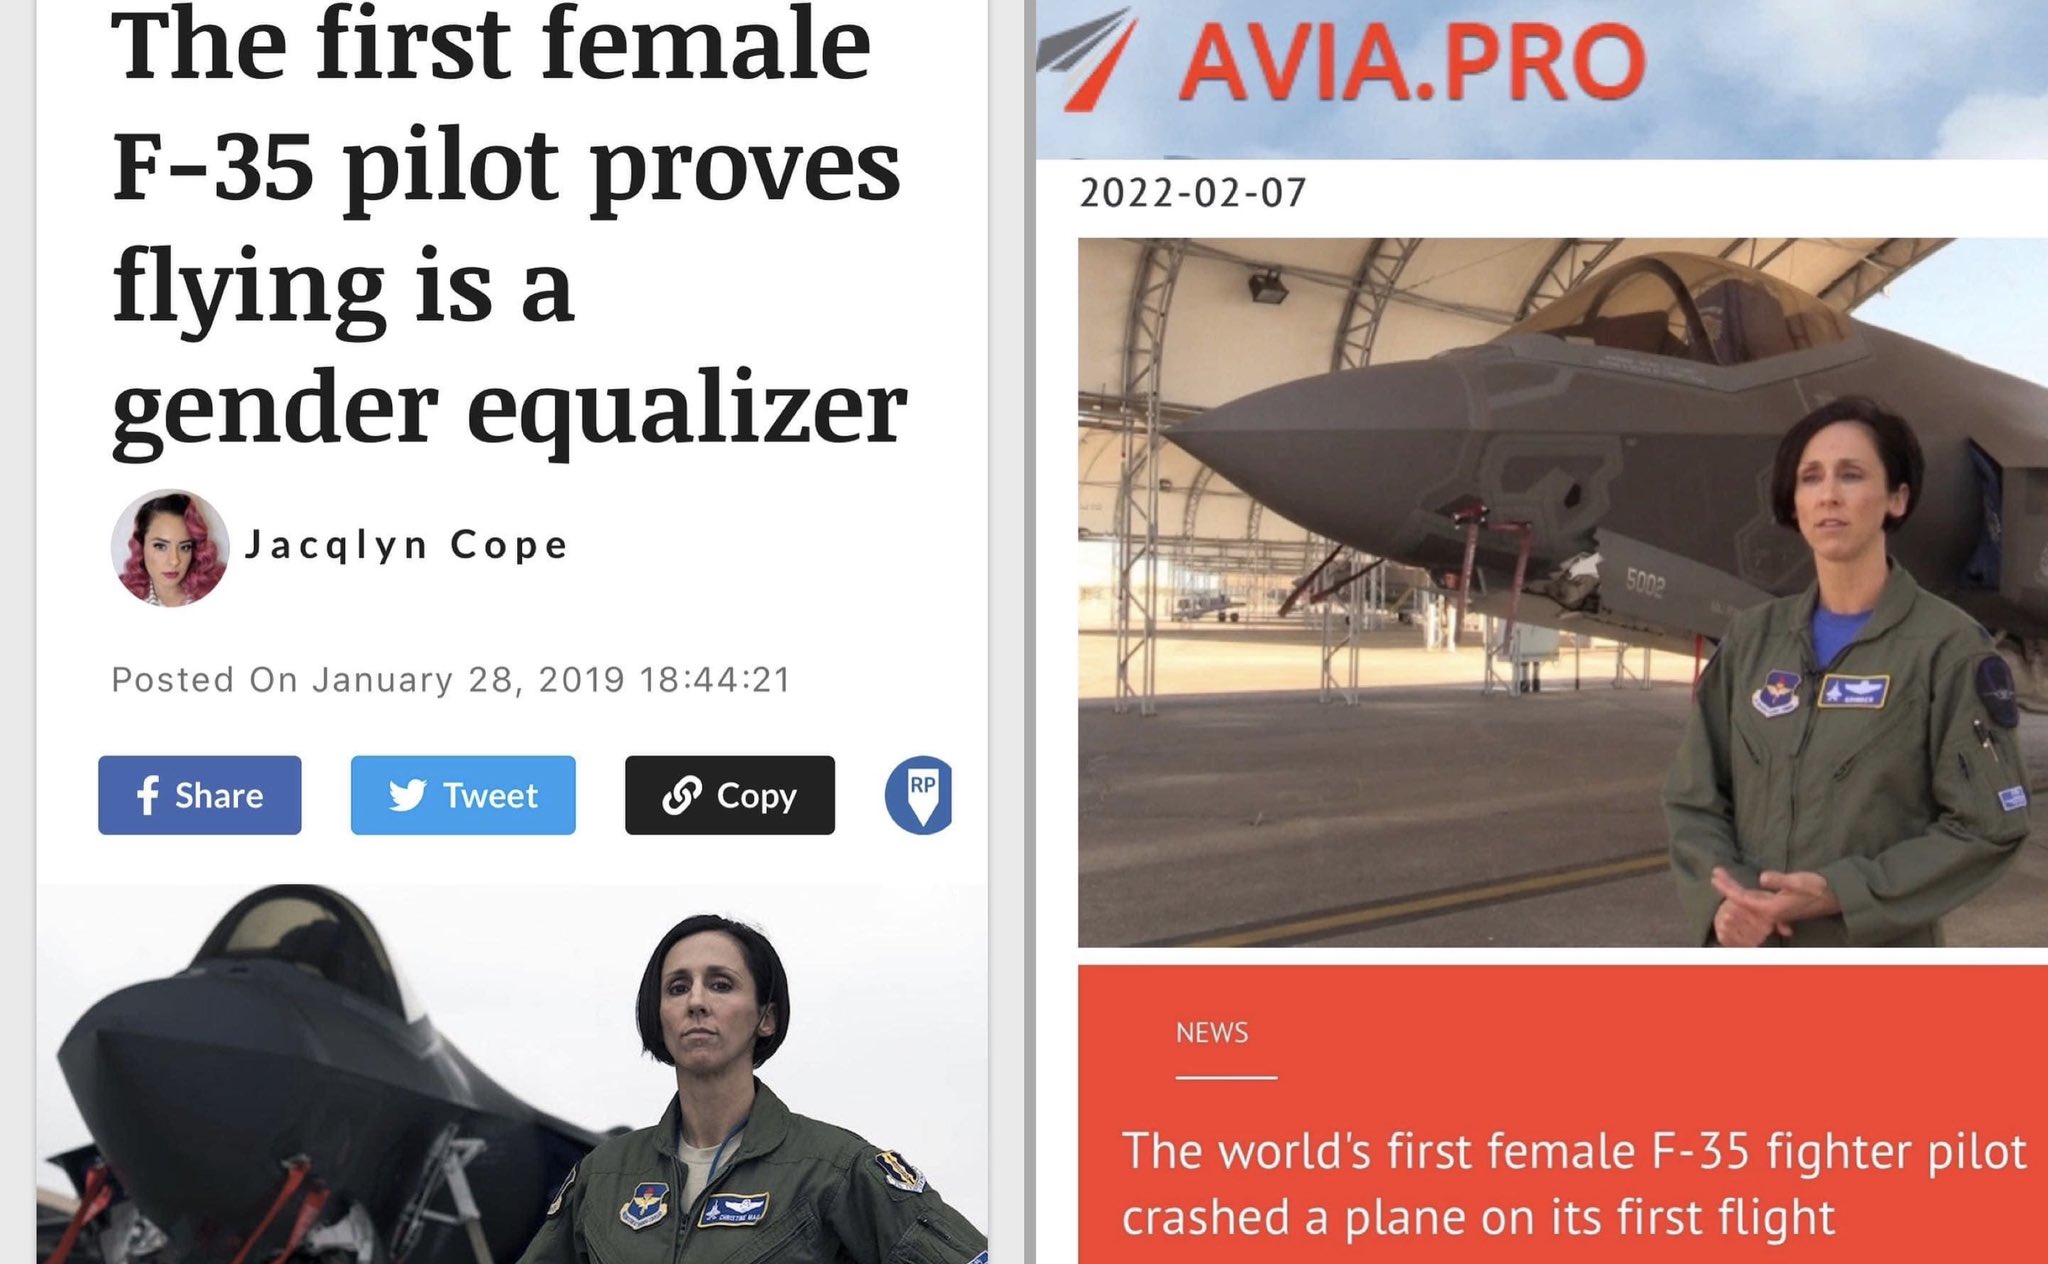 The first female
F-35 pilot proves
flying is a
gender equalizer
Jacqlyn Cope
Posted On January 28, 2019 18:44:21
Share
Tweet
Copy
RP
AVIA.PRO
2022-02-07
5002
NEWS
The world's first female F-35 fighter pilot
crashed a plane on its first flight